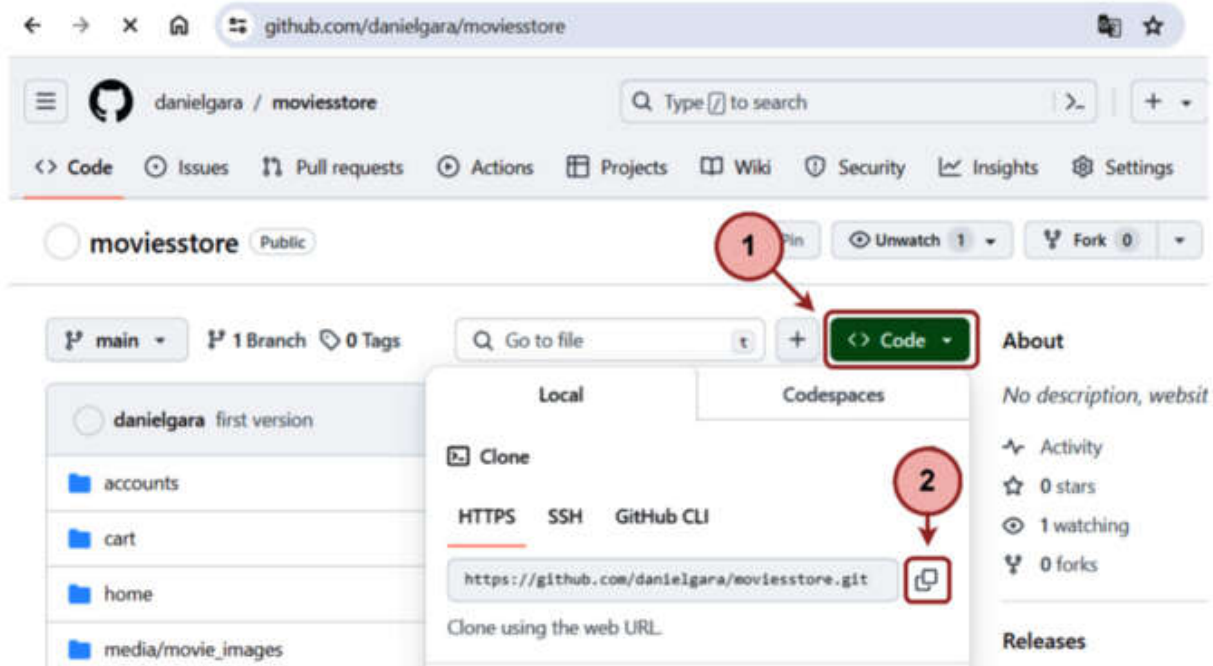 github.com/danielgara/moviesstore
danielgara / moviesstore
Type / to search
Code Issues Pull requests Actions Projects Wiki Security Insights Settings
moviesstore Public
1
Unwatch 1
Fork 0
main
1 Branch 0 Tags
Go to file
t
Code
About
Local
Codespaces
No description,
danielgara first version
Clone
Activity
accounts
2
0 stars
HTTPS SSH GitHub CLI
1 watching
cart
0 forks
https://github.com/danielgara/moviesstore.git
home
Clone using the web URL.
Releases
media/movie_images